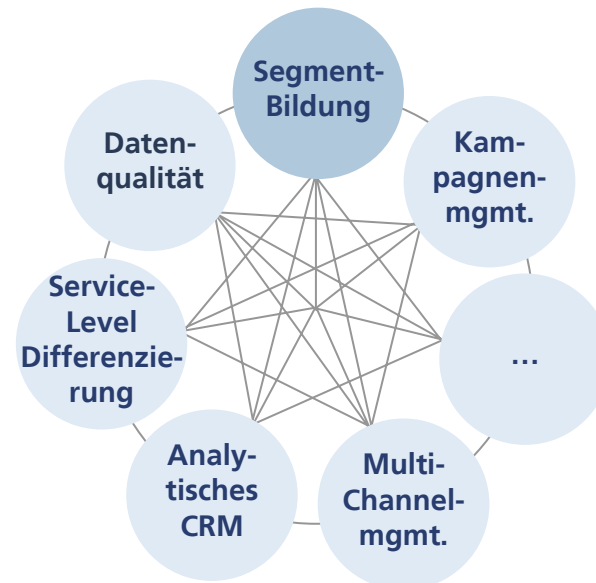 Segment-
Bildung
Kam-
pagnen-
mgmt.
...
Multi-
Channel-
mgmt.
Analy-
tisches
CRM
Service-
Level
Differenzie-
rung
Daten-
qualität